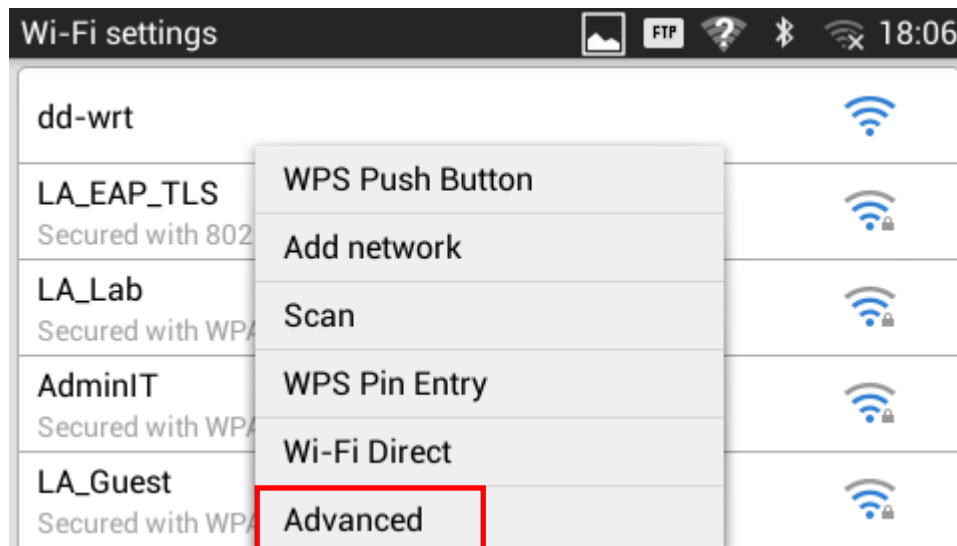 Wi-Fi settings FTP 18:06
dd-wrt
LA_EAP_TLS
Secured with 802
LA_Lab
Secured with WPA
AdminIT
Secured with WPA
LA_Guest
Secured with WPA
WPS Push Button
Add network
Scan
WPS Pin Entry
Wi-Fi Direct
Advanced